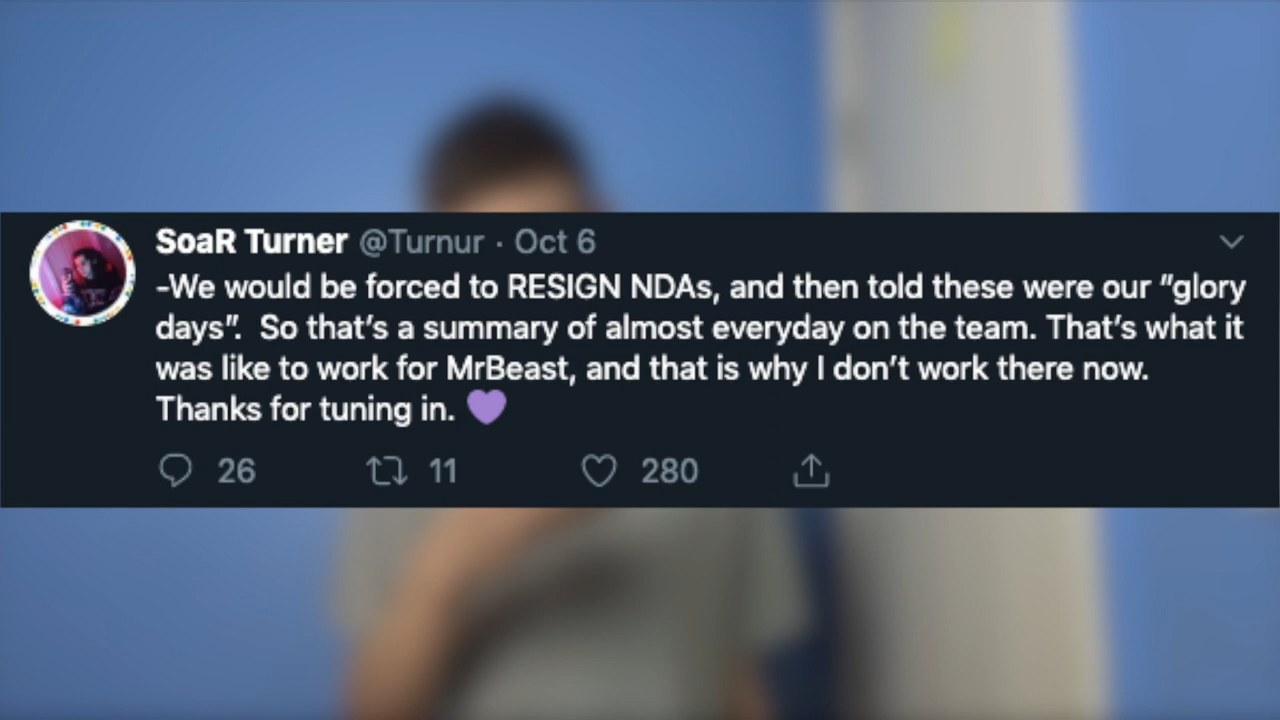 SoaR Turner @Turnur · Oct 6
-We would be forced to RESIGN NDAs, and then told these were our "glory
days".  So that's a summary of almost everyday on the team. That's what it
was like to work for MrBeast, and that is why I don't work there now.
Thanks for tuning in. 💜
26 11 280